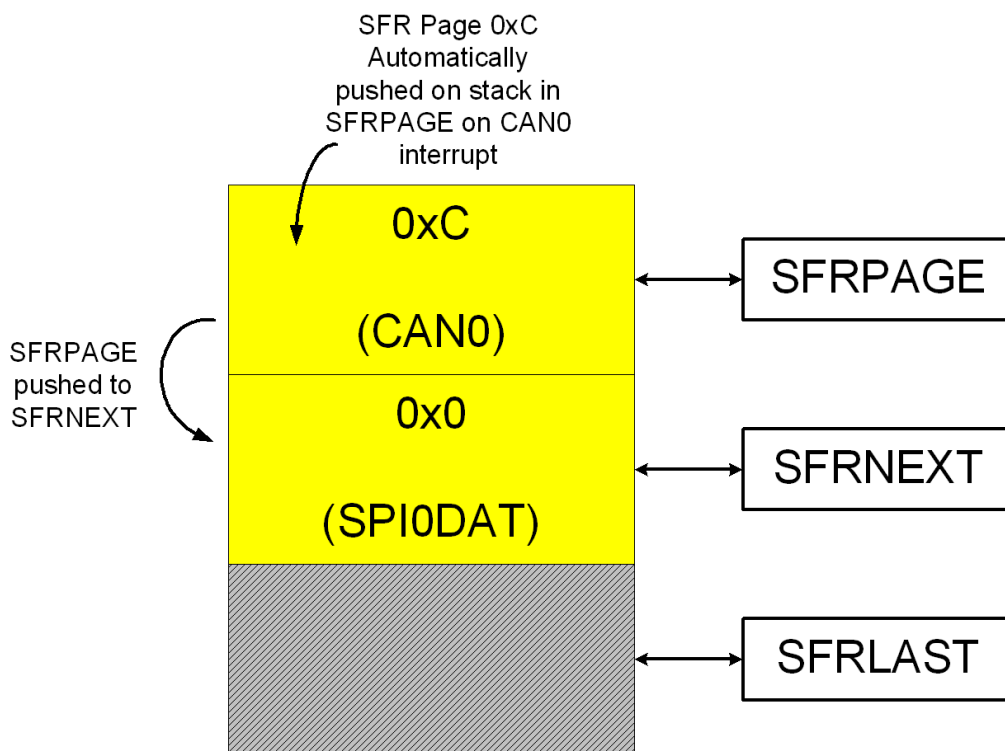 SFR Page 0xC
Automatically
pushed on stack in
SFRPAGE on CAN0
interrupt
0xC
(CAN0)
SFRPAGE
SFRPAGE
pushed to
SFRNEXT
0x0
(SPI0DAT)
SFRNEXT
SFRLAST